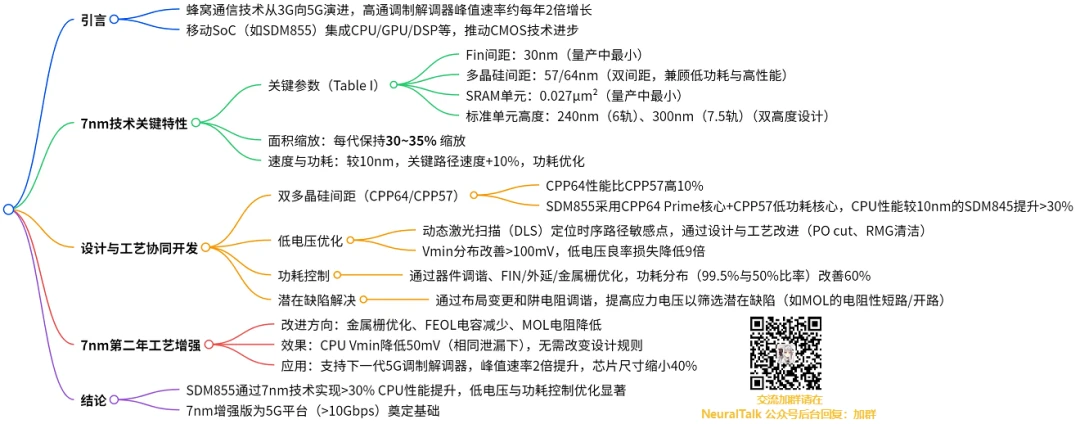 引言
蜂窝通信技术从3G向5G演进，高通调制解调器峰值速率约每年2倍增长
移动SoC（如SDM855）集成CPU/GPU/DSP等，推动CMOS技术进步
7nm技术关键特性
关键参数（Table I）
Fin间距：30nm（量产中最小）
多晶硅间距：57/64nm（双间距，兼顾低功耗与高性能）
SRAM单元：0.027μm²（量产中最小）
标准单元高度：240nm（6轨）、300nm（7.5轨）（双高度设计）
面积缩放：每代保持30~35% 缩放
速度与功耗：较10nm，关键路径速度+10%，功耗优化
设计与工艺协同开发
双多晶硅间距（CPP64/CPP57）
CPP64性能比CPP57高10%
SDM855采用CPP64 Prime核心+CPP57低功耗核心，CPU性能较10nm的SDM845提升>30%
低电压优化
动态激光扫描（DLS）定位时序路径敏感点，通过设计与工艺改进（PO cut、RMG清洁）
Vmin分布改善>100mV，低电压良率损失降低9倍
功耗控制
通过器件调谐、FIN/外延/金属栅优化，功耗分布（99.5%与50%比率）改善60%
潜在缺陷解决
通过布局变更和阱电阻调谐，提高应力电压以筛选潜在缺陷（如MOL的电阻性短路/开路）
7nm第二年工艺增强
改进方向：金属栅优化、FEOL电容减少、MOL电阻降低
效果：CPU Vmin降低50mV（相同泄漏下），无需改变设计规则
应用：支持下一代5G调制解调器，峰值速率2倍提升，芯片尺寸缩小40%
结论
SDM855通过7nm技术实现>30% CPU性能提升，低电压与功耗控制优化显著
7nm增强版为5G平台（>10Gbps）奠定基础
交流加群请在
NeuralTalk 公众号后台回复：加群